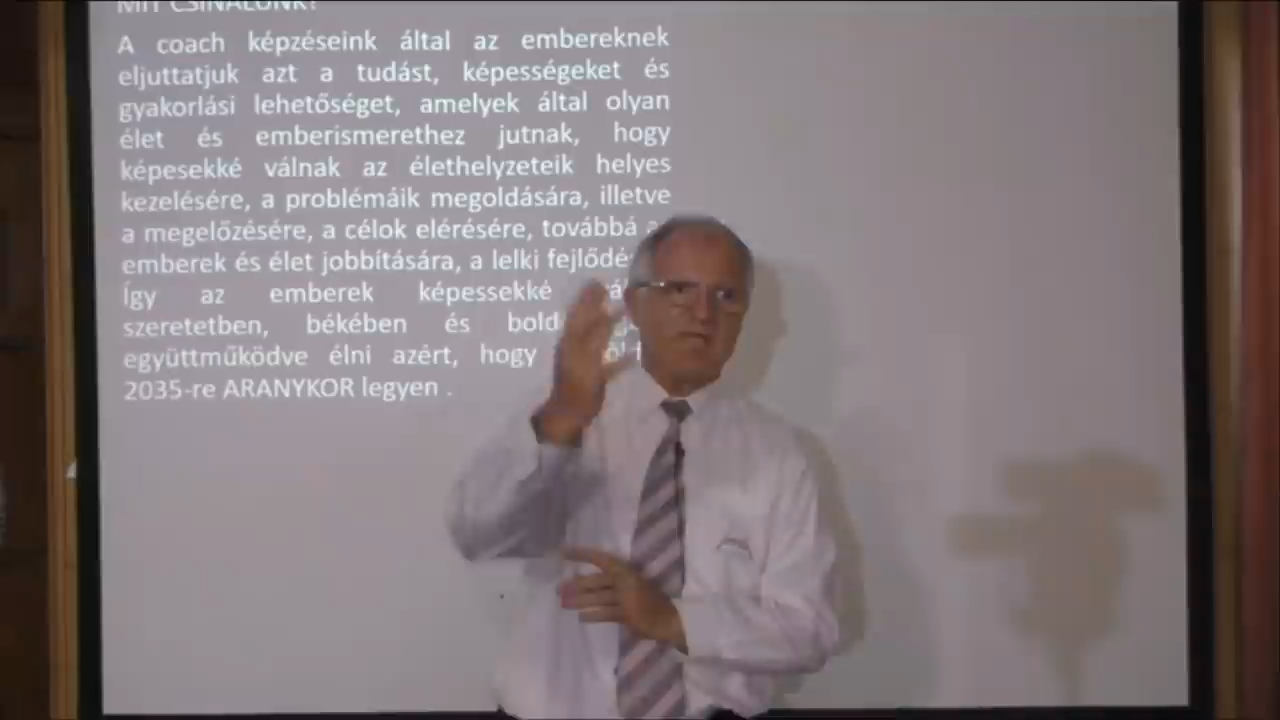 MIT CSINÁLUNK?
A coach képzéseink által az embereknek
eljuttatjuk azt a tudást, képességeket és
gyakorlási lehetőséget, amelyek által olyan
élet és emberismerethez jutnak, hogy
képesekké válnak az élethelyzeteik helyes
kezelésére, a problémáik megoldására, illetve
a megelőzésére, a célok elérésére, továbbá
emberek és élet jobbítására, a lelki
Így az emberek képessekké
szeretetben, békében és
együttműködve élni azért, hogy
2035-re ARANYKOR legyen .